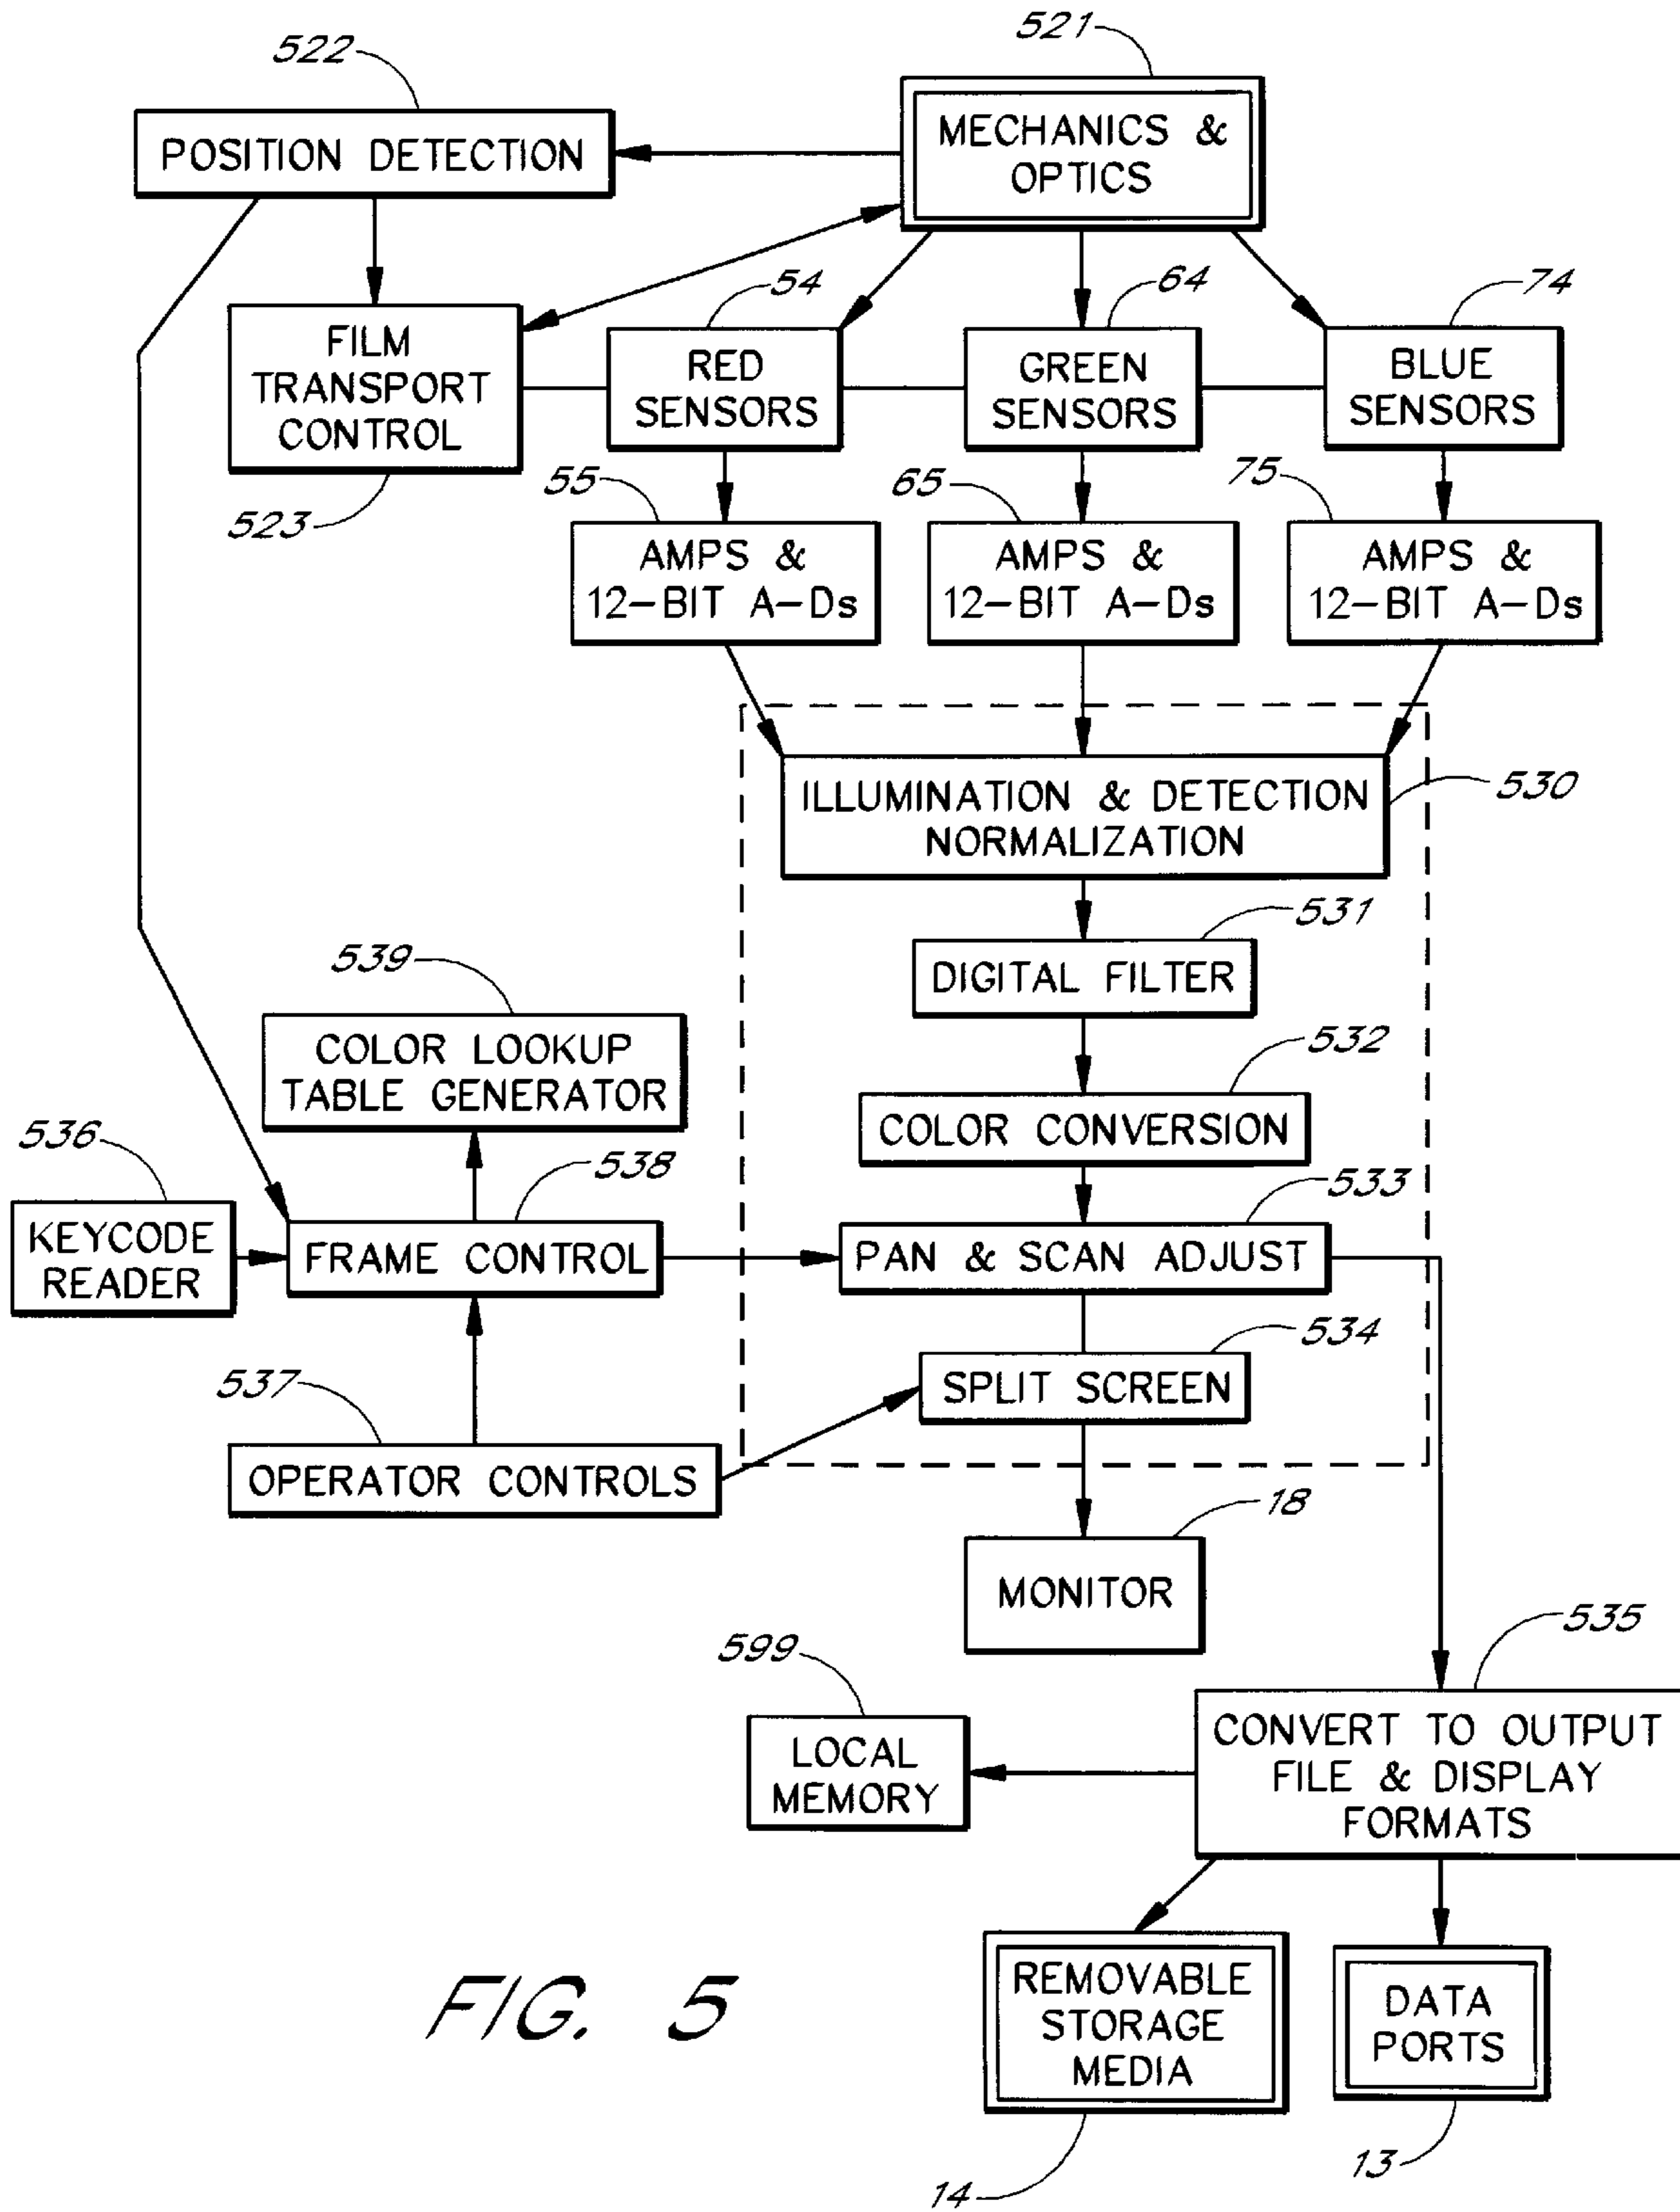 521
522
MECHANICS &
OPTICS
POSITION DETECTION
54
64
74
FILM
TRANSPORT
CONTROL
RED
SENSORS
GREEN
SENSORS
BLUE
SENSORS
523
55
65
75
AMPS &
12-BIT A-Ds
AMPS &
12-BIT A-Ds
AMPS &
12-BIT A-Ds
ILLUMINATION & DETECTION
NORMALIZATION
530
531
DIGITAL FILTER
539
COLOR LOOKUP
TABLE GENERATOR
532
COLOR CONVERSION
536
538
533
KEYCODE
READER
FRAME CONTROL
PAN & SCAN ADJUST
534
SPLIT SCREEN
537
OPERATOR CONTROLS
18
MONITOR
535
599
LOCAL
MEMORY
CONVERT TO OUTPUT
FILE & DISPLAY
FORMATS
REMOVABLE
STORAGE
MEDIA
DATA
PORTS
14
13
FIG. 5